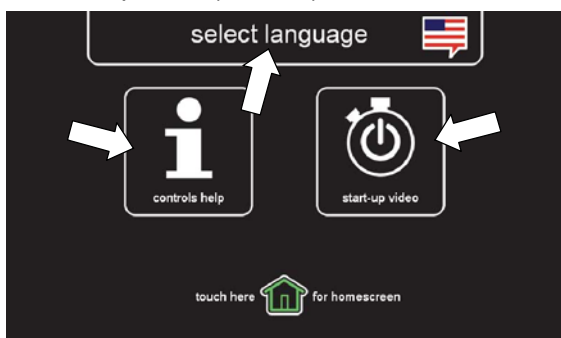 select language
controls help
start-up video
touch here for homescreen